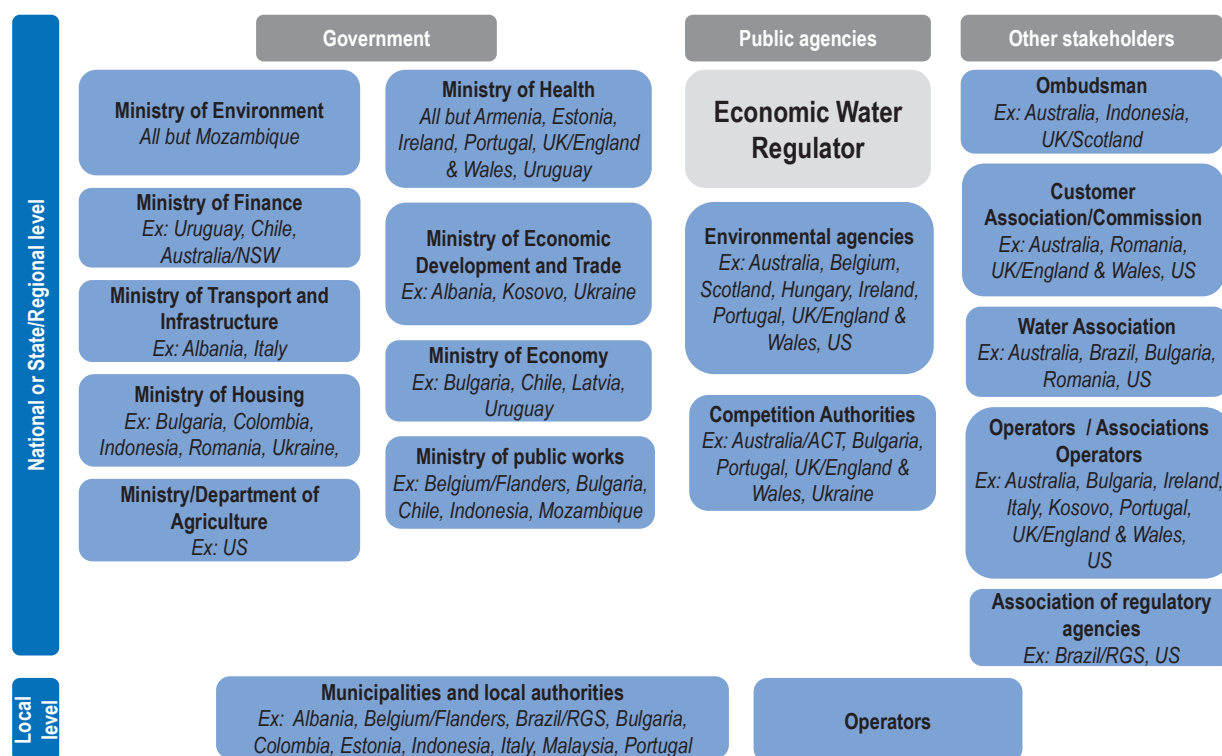 Government
Public agencies
Other stakeholders
National or State/Regional level
Ministry of Environment
All but Mozambique
Ministry of Finance
Ex: Uruguay, Chile,
Australia/NSW
Ministry of Transport and
Infrastructure
Ex: Albania, Italy
Ministry of Housing
Ex: Bulgaria, Colombia,
Indonesia, Romania, Ukraine,
Ministry/Department of
Agriculture
Ex: US
Ministry of Health
All but Armenia, Estonia,
Ireland, Portugal, UK/England
& Wales, Uruguay
Ministry of Economic
Development and Trade
Ex: Albania, Kosovo, Ukraine
Ministry of Economy
Ex: Bulgaria, Chile, Latvia,
Uruguay
Ministry of public works
Ex: Belgium/Flanders, Bulgaria,
Chile, Indonesia, Mozambique
Economic Water
Regulator
Environmental agencies
Ex: Australia, Belgium,
Scotland, Hungary, Ireland,
Portugal, UK/England &
Wales, US
Competition Authorities
Ex: Australia/ACT, Bulgaria,
Portugal, UK/England &
Wales, Ukraine
Ombudsman
Ex: Australia, Indonesia,
UK/Scotland
Customer
Association/Commission
Ex: Australia, Romania,
UK/England & Wales, US
Water Association
Ex: Australia, Brazil, Bulgaria,
Romania, US
Operators / Associations
Operators
Ex: Australia, Bulgaria, Ireland,
Italy, Kosovo, Portugal,
UK/England & Wales,
US
Association of regulatory
agencies
Ex: Brazil/RGS, US
Local
level
Municipalities and local authorities
Ex: Albania, Belgium/Flanders, Brazil/RGS, Bulgaria,
Colombia, Estonia, Indonesia, Italy, Malaysia, Portugal
Operators